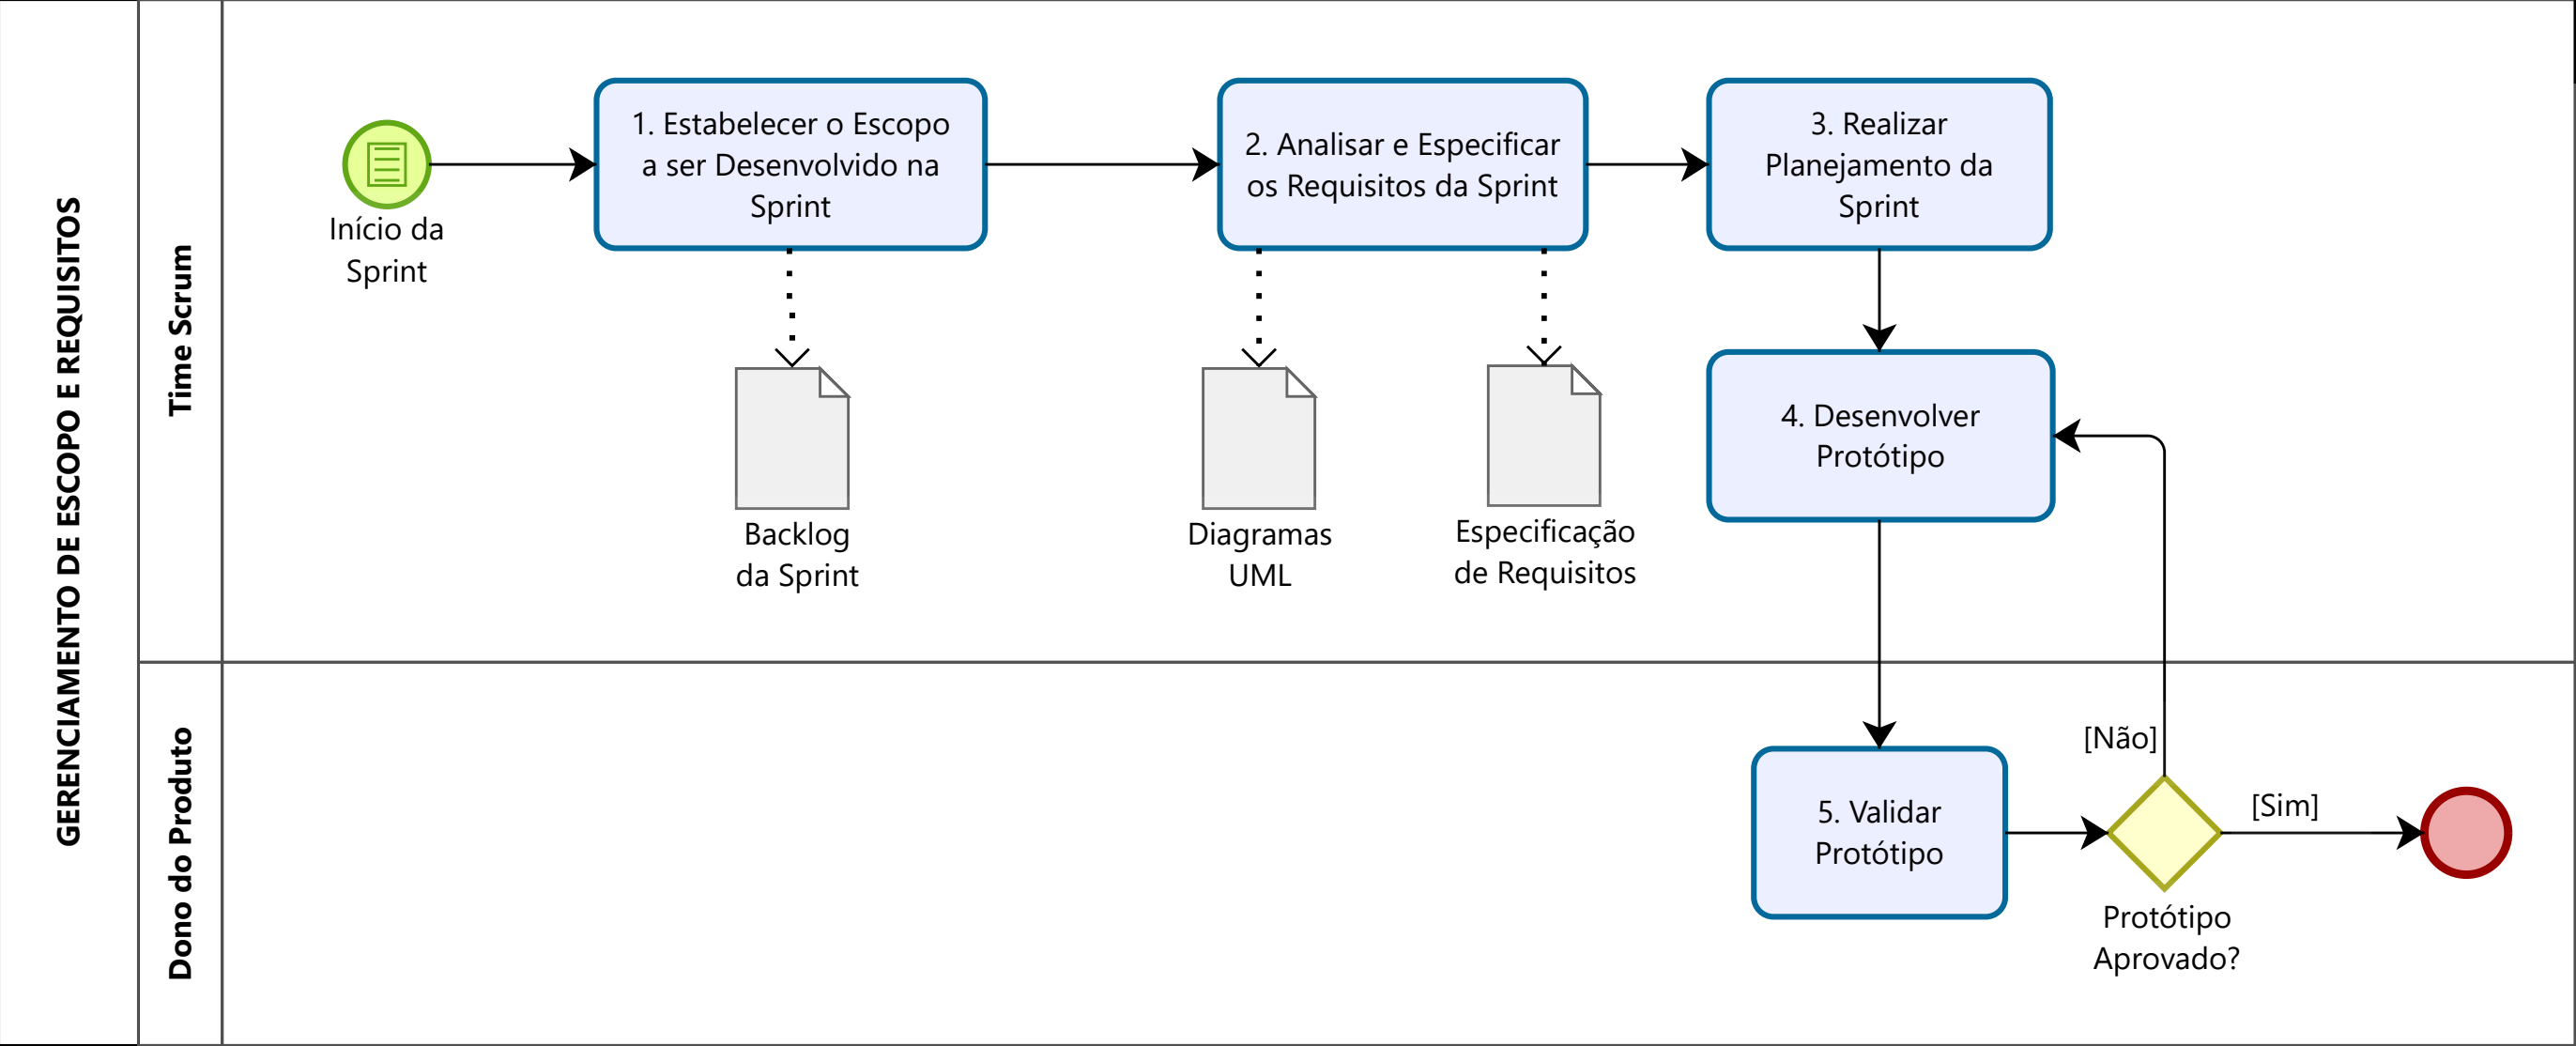 GERENCIAMENTO DE ESCOPO E REQUISITOS
Time Scrum
Início da
Sprint
1. Estabelecer o Escopo
a ser Desenvolvido na
Sprint
2. Analisar e Especificar
os Requisitos da Sprint
3. Realizar
Planejamento da
Sprint
Backlog
da Sprint
Diagramas
UML
Especificação
de Requisitos
4. Desenvolver
Protótipo
Dono do Produto
5. Validar
Protótipo
[Não]
[Sim]
Protótipo
Aprovado?